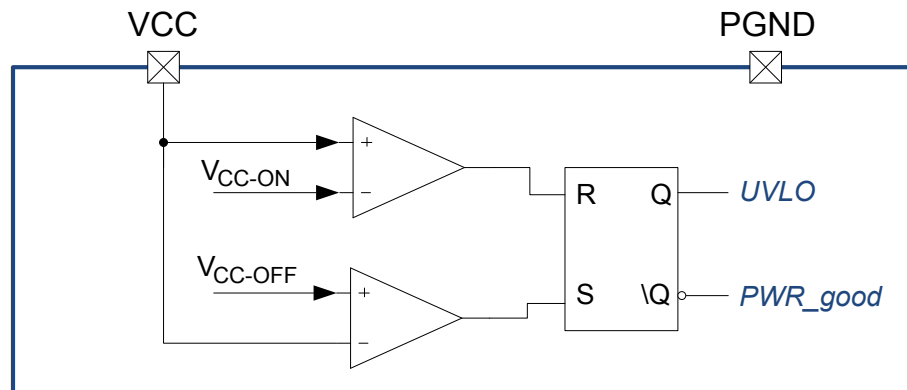 VCC PGND
+
VCC-ON
−
R Q UVLO
VCC-OFF
+
S \Q PWR_good
−